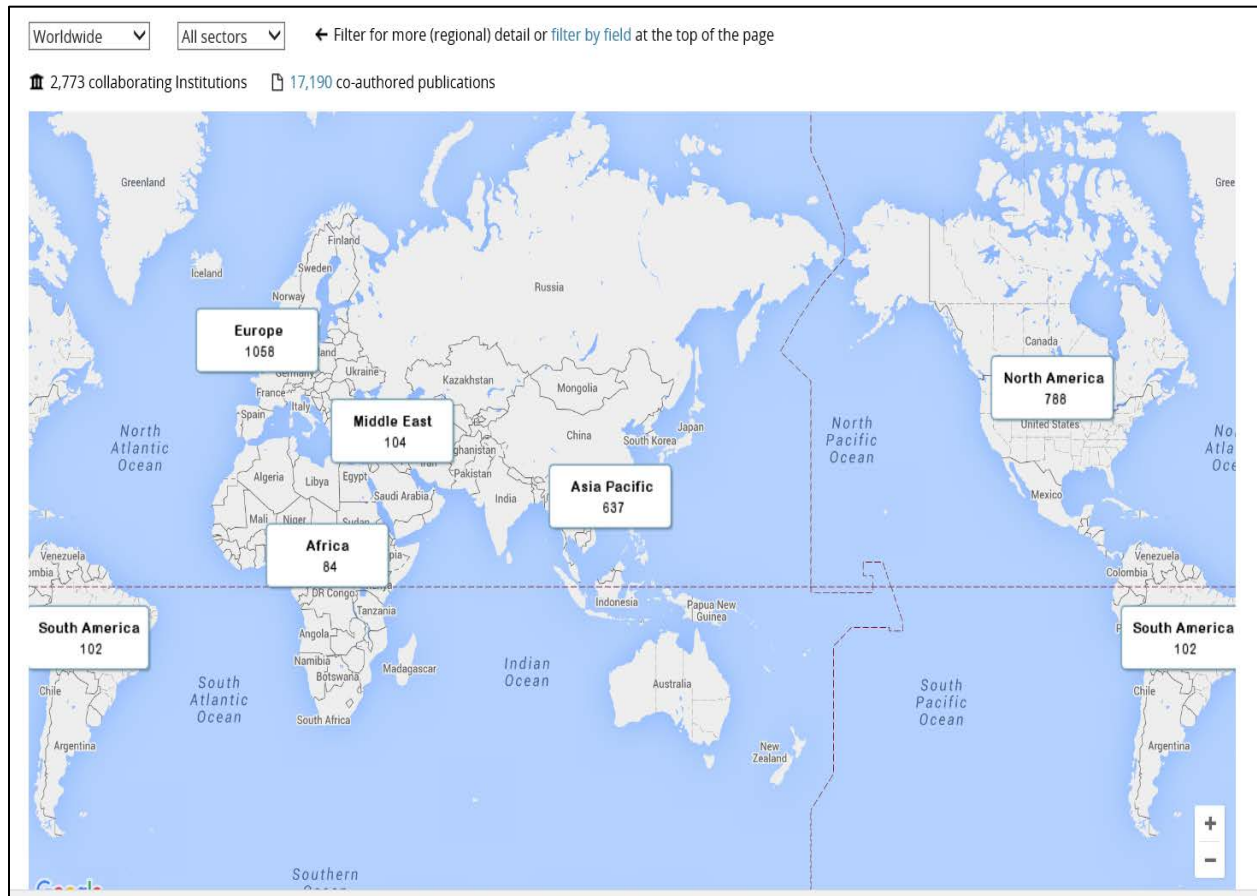 Worldwide
All sectors
← Filter for more (regional) detail or filter by field at the top of the page
2,773 collaborating Institutions
17,190 co-authored publications
Greenland
Iceland
Finland
Sweden
Norway
Russia
Canada
Europe
1058
Ukraine
Germany
France
Italy
Spain
Kazakhstan
Mongolia
North America
788
United States
Middle East
104
China
South Korea
Japan
North
Atlantic
Ocean
North
Pacific
Ocean
Pakistan
Algeria
Libya
Egypt
Saudi Arabia
India
Asia Pacific
637
Mexico
Mali
Niger
Sudan
Africa
84
Venezuela
Venezuela
Colombia
DR Congo
Tanzania
Indonesia
Papua New
Guinea
South America
102
South America
102
Angola
Namibia
Botswana
Madagascar
Indian
Ocean
South
Atlantic
Ocean
South
Pacific
Ocean
Australia
Chile
Chile
South Africa
Argentina
Argentina
New
Zealand
Southern
+
−